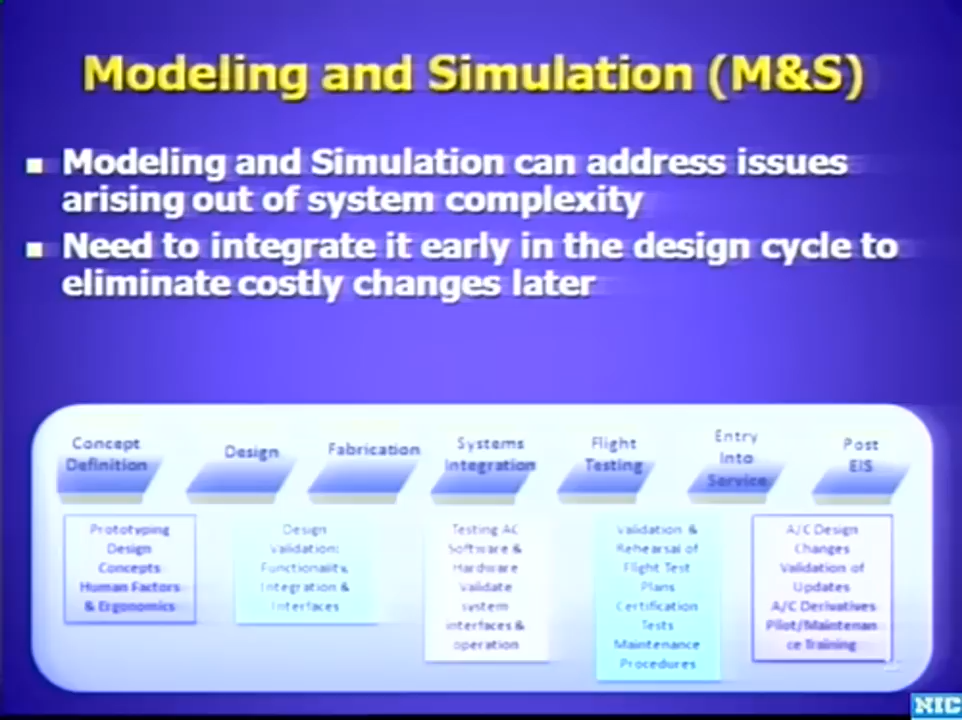 Modeling and Simulation (M&S)
Modeling and Simulation can address issues
arising out of system complexity
Need to integrate it early in the design cycle to
eliminate costly changes later
Concept
Definition
Design
Fabrication
Systems
Integration
Flight
Testing
Entry
Into
Service
Post
EIS
Prototyping
Design
Concepts
Human Factors
& Ergonomics
Design
Validation:
Functionality,
Integration &
Interfaces
Testing AC
Software &
Hardware
Validate
system
interfaces &
operation
Validation &
Rehearsal of
Flight Test
Plans
Certification
Tests
Maintenance
Procedures
A/C Design
Changes
Validation of
Updates
A/C Derivatives
Pilot/Maintenan
ce Training
NIC